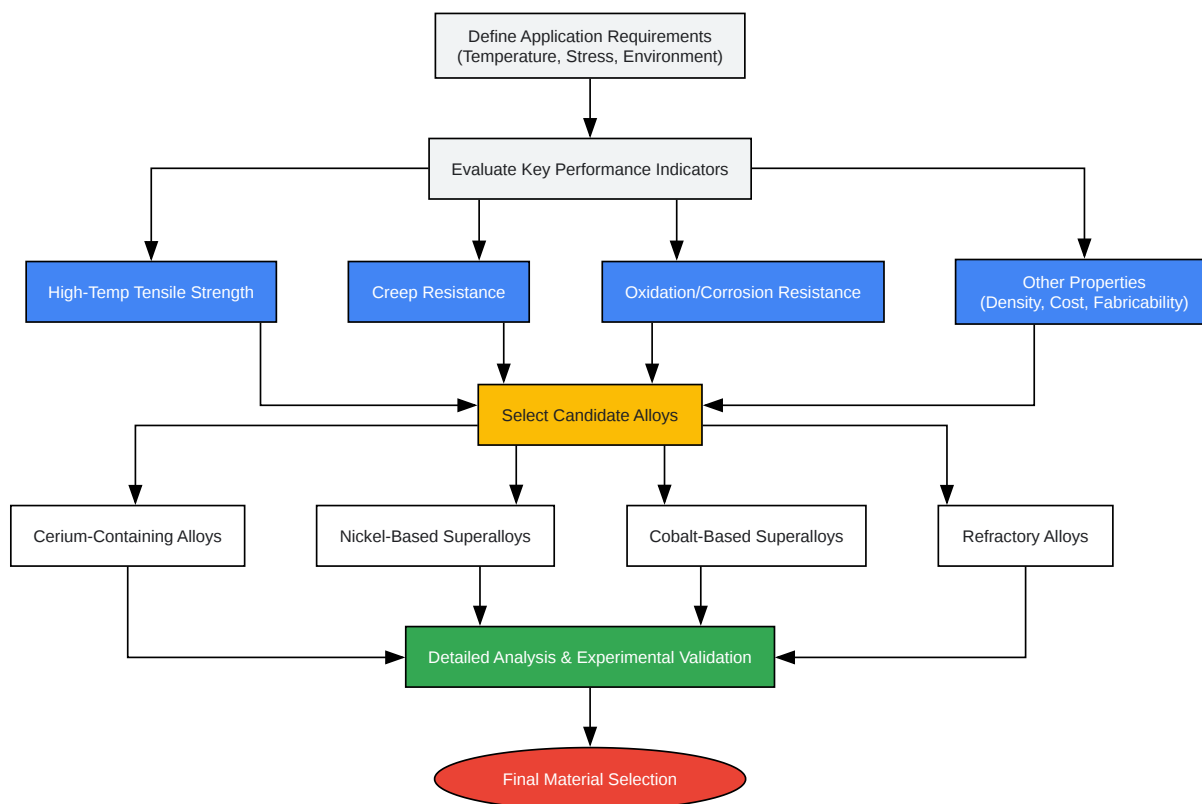 Define Application Requirements
(Temperature, Stress, Environment)
Evaluate Key Performance Indicators
High-Temp Tensile Strength
Creep Resistance
Oxidation/Corrosion Resistance
Other Properties
(Density, Cost, Fabricability)
Select Candidate Alloys
Cerium-Containing Alloys
Nickel-Based Superalloys
Cobalt-Based Superalloys
Refractory Alloys
Detailed Analysis & Experimental Validation
Final Material Selection